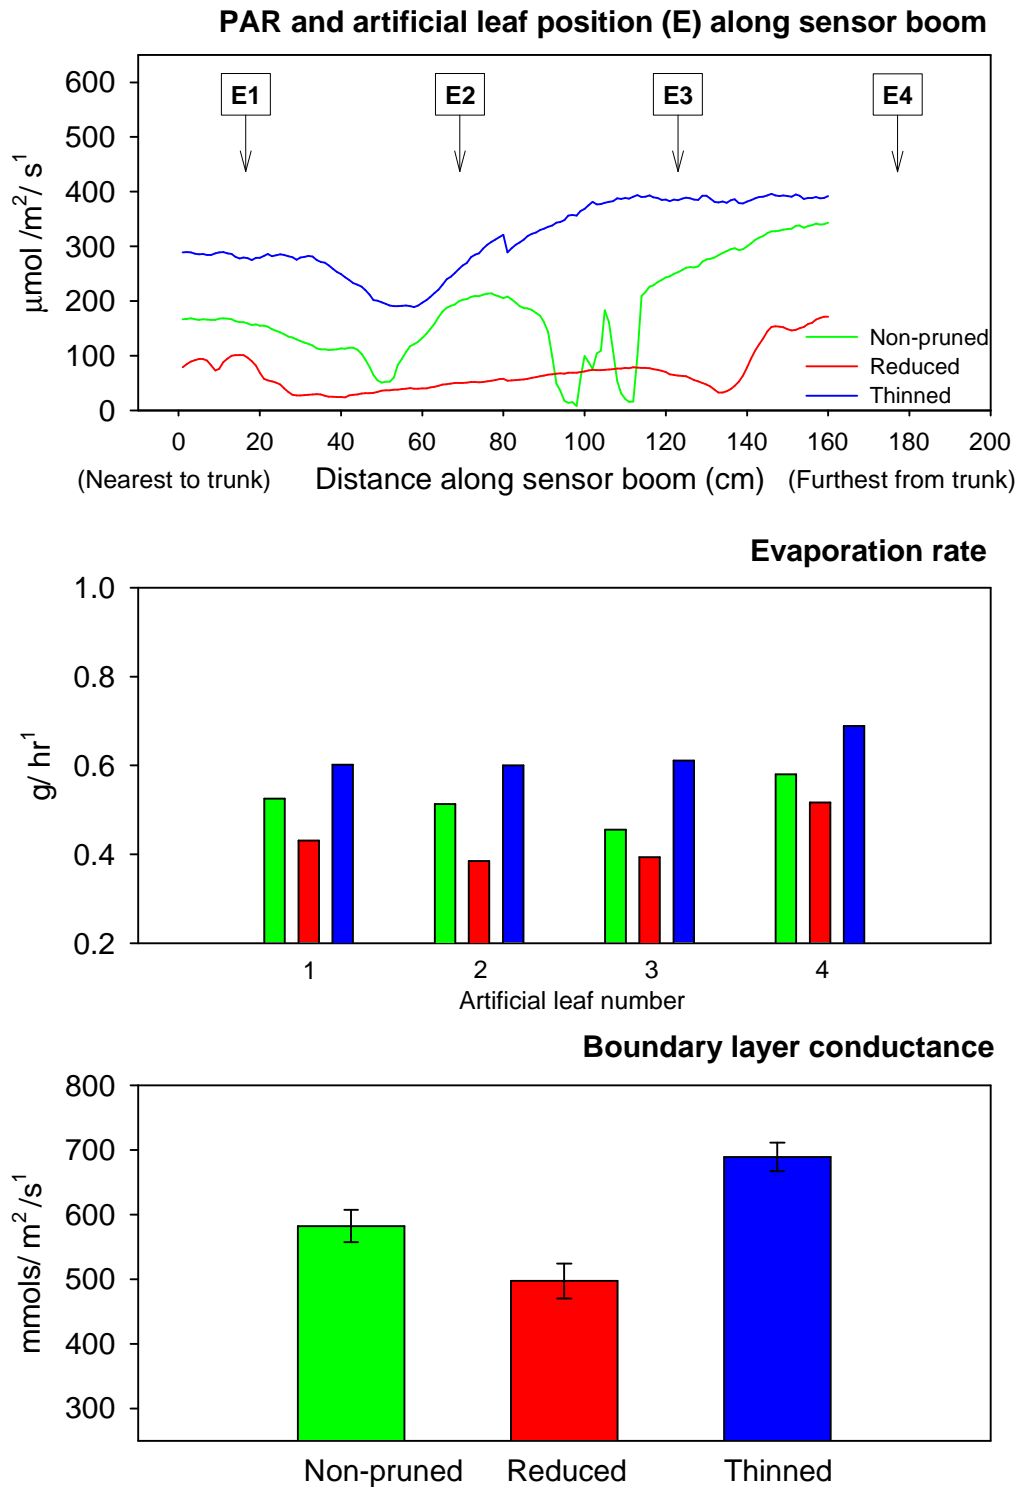 PAR and artificial leaf position (E) along sensor boom
600
500
400
300
200
100
0
μmol /m²/ s¹
E1 E2 E3 E4
Non-pruned
Reduced
Thinned
0 20 40 60 80 100 120 140 160 180 200
(Nearest to trunk) Distance along sensor boom (cm) (Furthest from trunk)
Evaporation rate
1.0
0.8
0.6
0.4
0.2
g/ hr¹
1 2 3 4
Artificial leaf number
Boundary layer conductance
800
700
600
500
400
300
mmols/ m² /s¹
Non-pruned Reduced Thinned